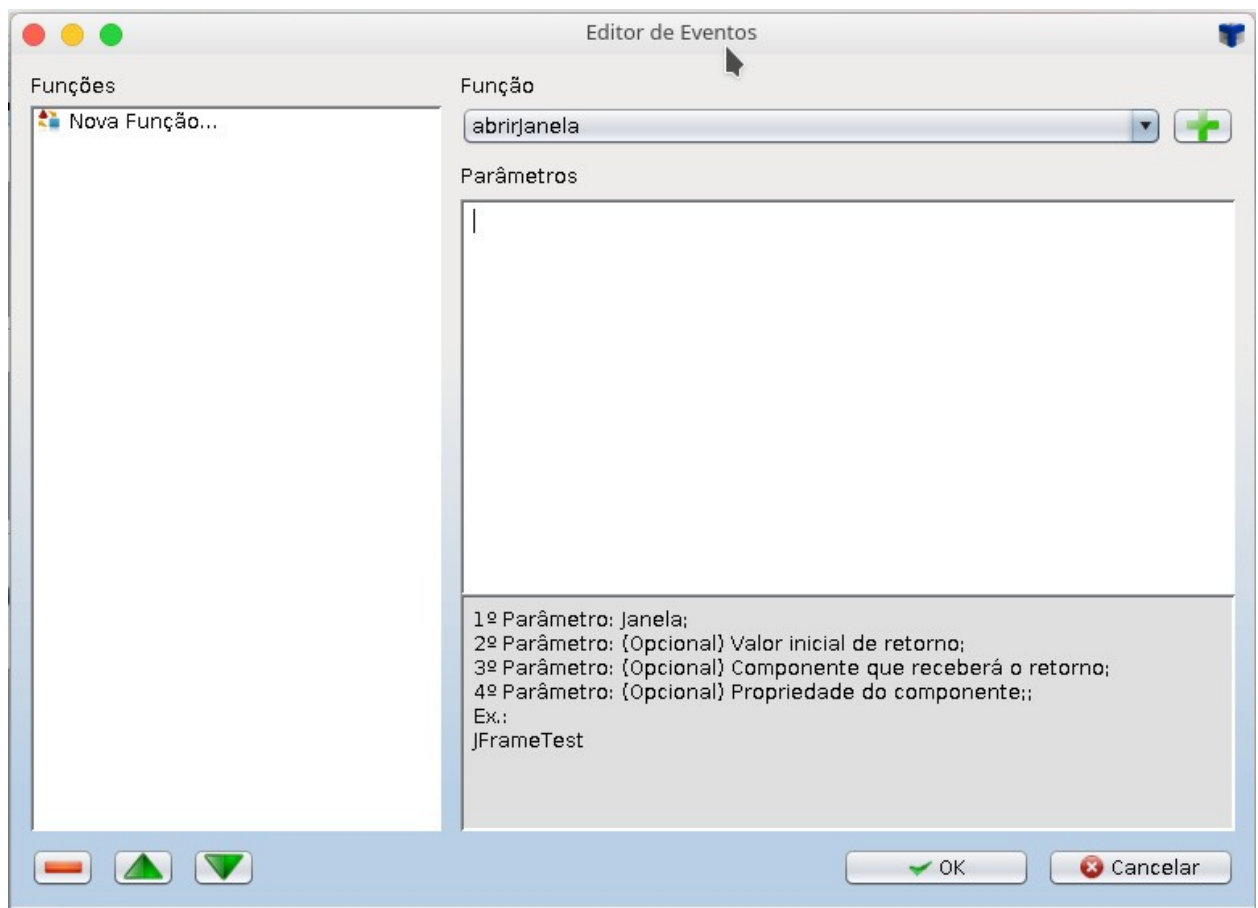 Editor de Eventos
Funções
Nova Função...
Função
abrirJanela
Parâmetros
1º Parâmetro: Janela;
2º Parâmetro: (Opcional) Valor inicial de retorno;
3º Parâmetro: (Opcional) Componente que receberá o retorno;
4º Parâmetro: (Opcional) Propriedade do componente;;
Ex.:
JFrameTest
OK
Cancelar